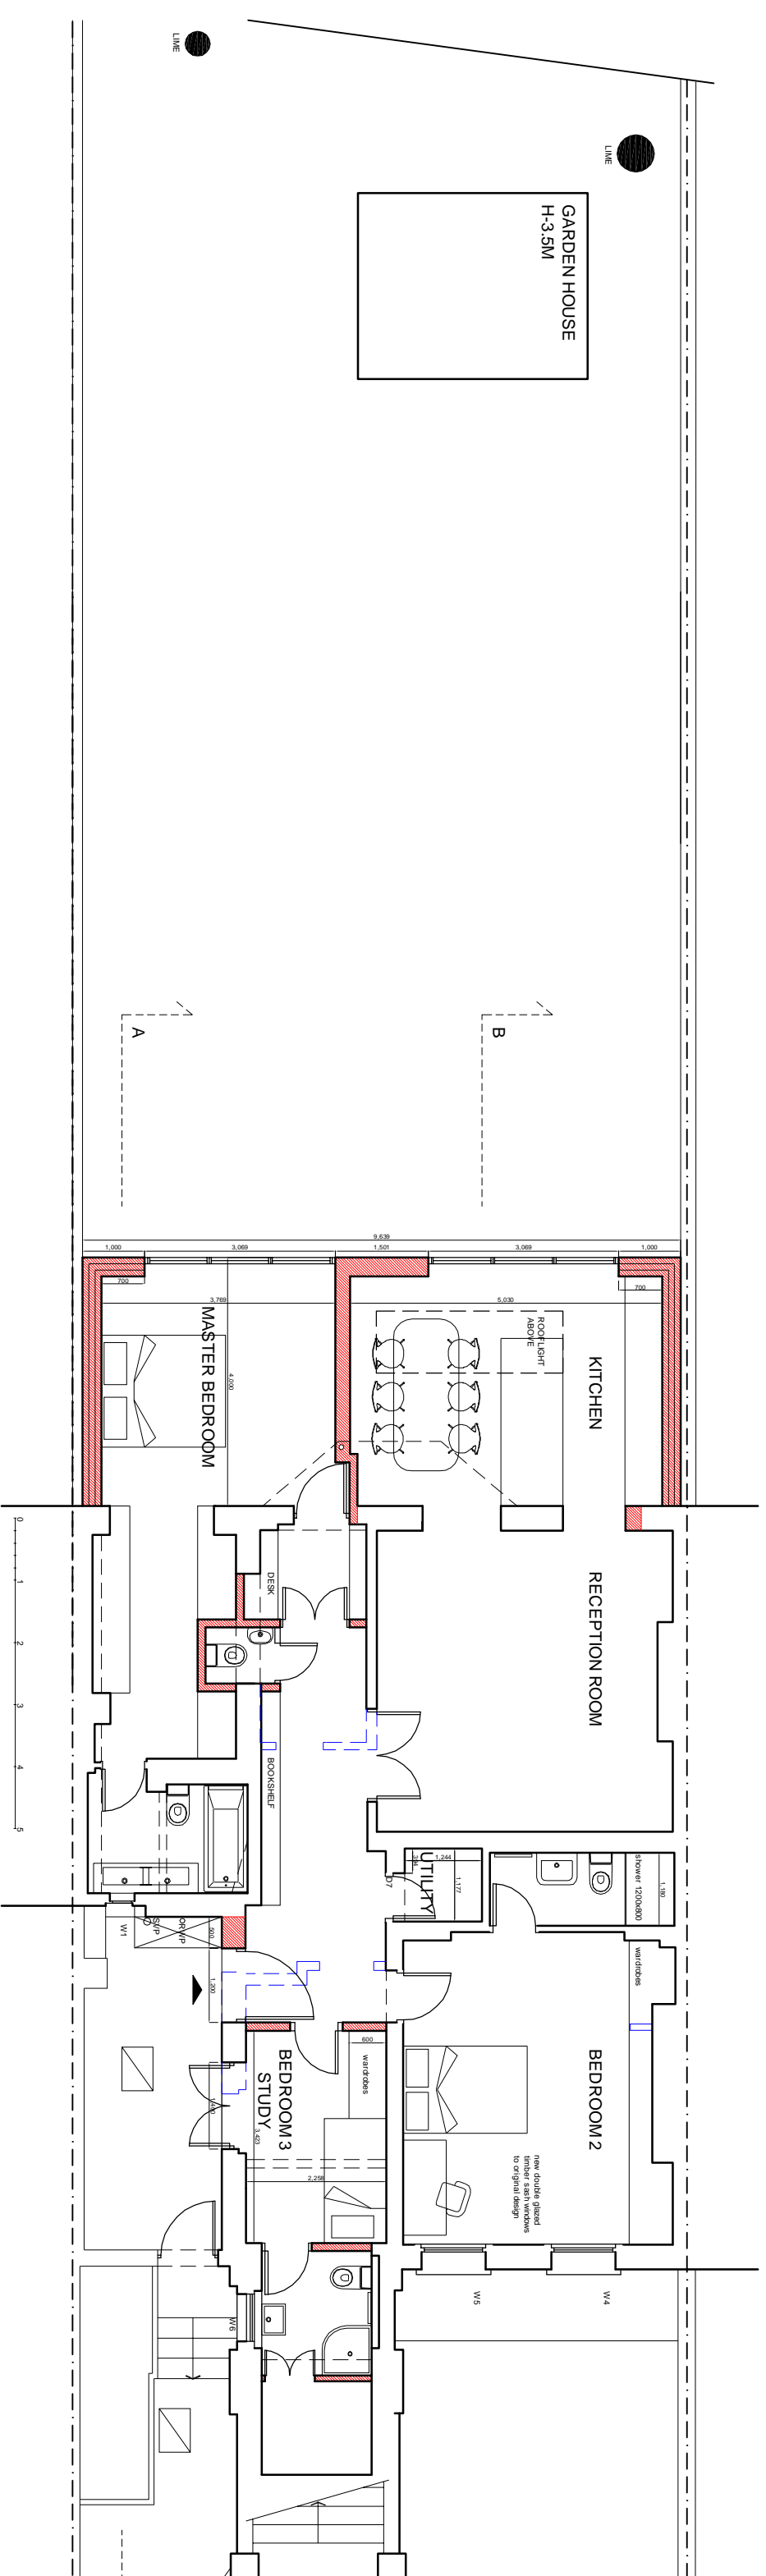 LIME
LIME
GARDEN HOUSE
H-3.5M
A
B
9,639
1,000
3,069
1,501
3,069
1,000
700
700
3,769
5,030
MASTER BEDROOM
4,000
ROOFLIGHT
ABOVE
KITCHEN
RECEPTION ROOM
DESK
0
1
2
3
4
5
BOOKSHELF
UTILITY
1,244
1,177
D7
shower 1200x800
1,180
W1
SVP
ORWP
500
1,200
wardrobes
600
wardrobes
BEDROOM 3
STUDY
3,423
2,258
BEDROOM 2
new double glazed
timber sash windows
to original design
W6
W5
W4